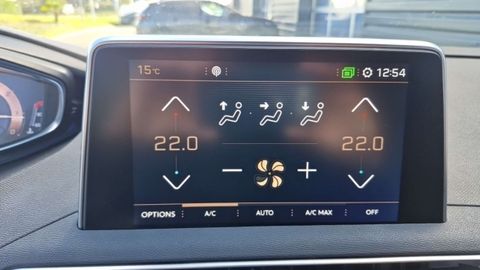 15°C 12:54
22.0 22.0
OPTIONS A/C AUTO A/C MAX OFF